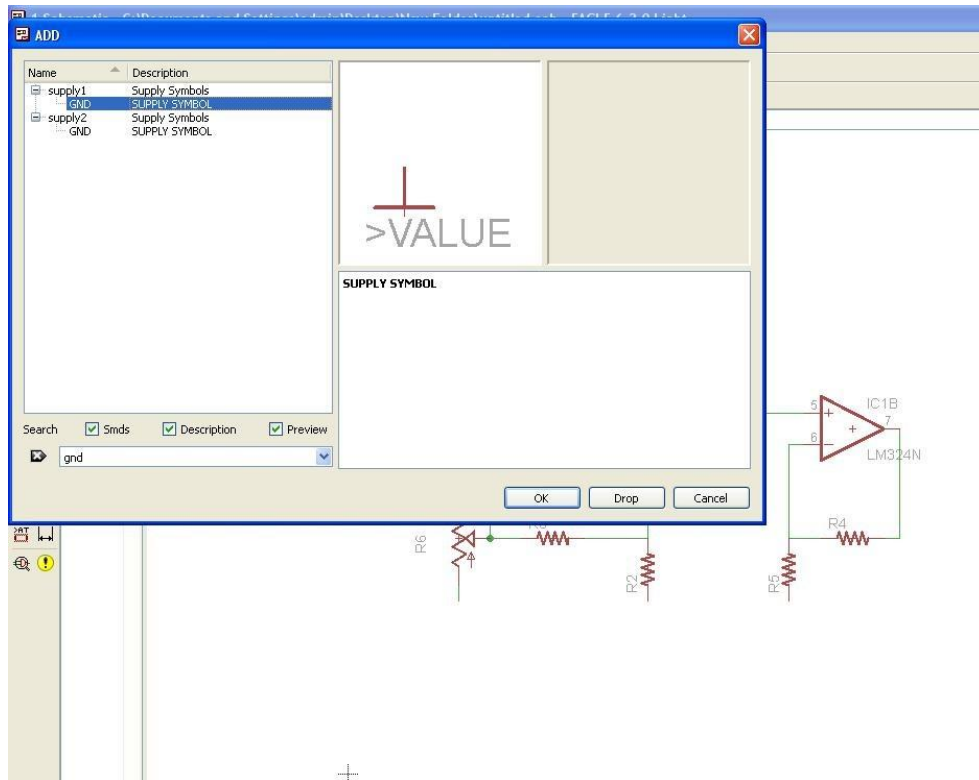 ADD
Name Description
supply1 Supply Symbols
GND SUPPLY SYMBOL
supply2 Supply Symbols
GND SUPPLY SYMBOL
>VALUE
SUPPLY SYMBOL
Search Smds Description Preview
gnd
OK Drop Cancel
5
6
7
IC1B
LM324N
R4
R6
R2
R5